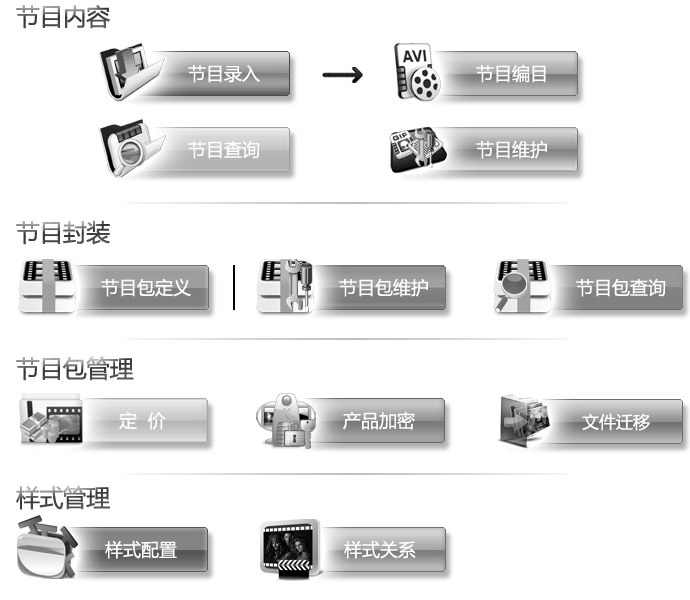 节目内容
节目录入
AVI
节目编目
节目查询
GIF
节目维护
节目封装
节目包定义
节目包维护
节目包查询
节目包管理
定 价
产品加密
文件迁移
样式管理
样式配置
样式关系